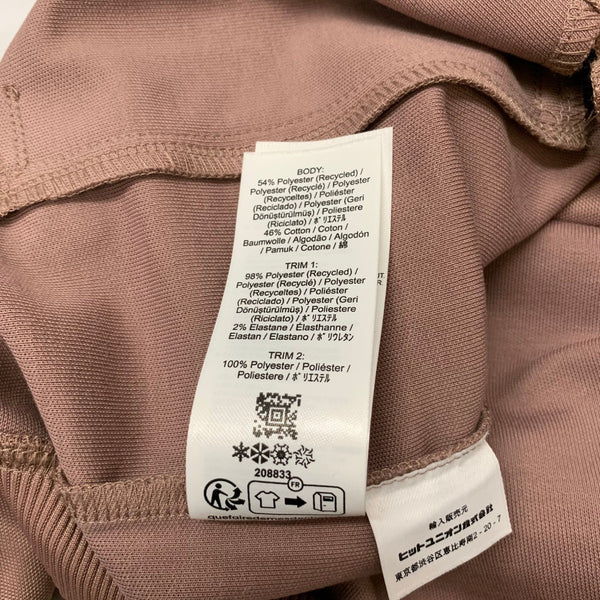 BODY:
54% Polyester (Recycled) /
Polyester (Recyclé) / Polyester
(Recyceltes) / Poliéster
(Reciclado) / Polyester (Geri
Dönüştürülmüş) / Poliestere
(Riciclato) / ﾎﾟﾘｴｽﾃﾙ
46% Cotton / Coton /
Baumwolle / Algodão / Algodón
/ Pamuk / Cotone / 綿
TRIM 1:
98% Polyester (Recycled) /
Polyester (Recyclé) / Polyester
(Recyceltes) / Poliéster
(Reciclado) / Polyester (Geri
Dönüştürülmüş) / Poliestere
(Riciclato) / ﾎﾟﾘｴｽﾃﾙ
2% Elastane / Élasthanne /
Elastan / Elastano / ﾎﾟﾘｳﾚﾀﾝ
TRIM 2:
100% Polyester / Poliéster /
Poliestere / ﾎﾟﾘｴｽﾃﾙ
208833
FR
輸入販売元
ヒットユニオン株式会社
東京都渋谷区恵比寿南2-20-7